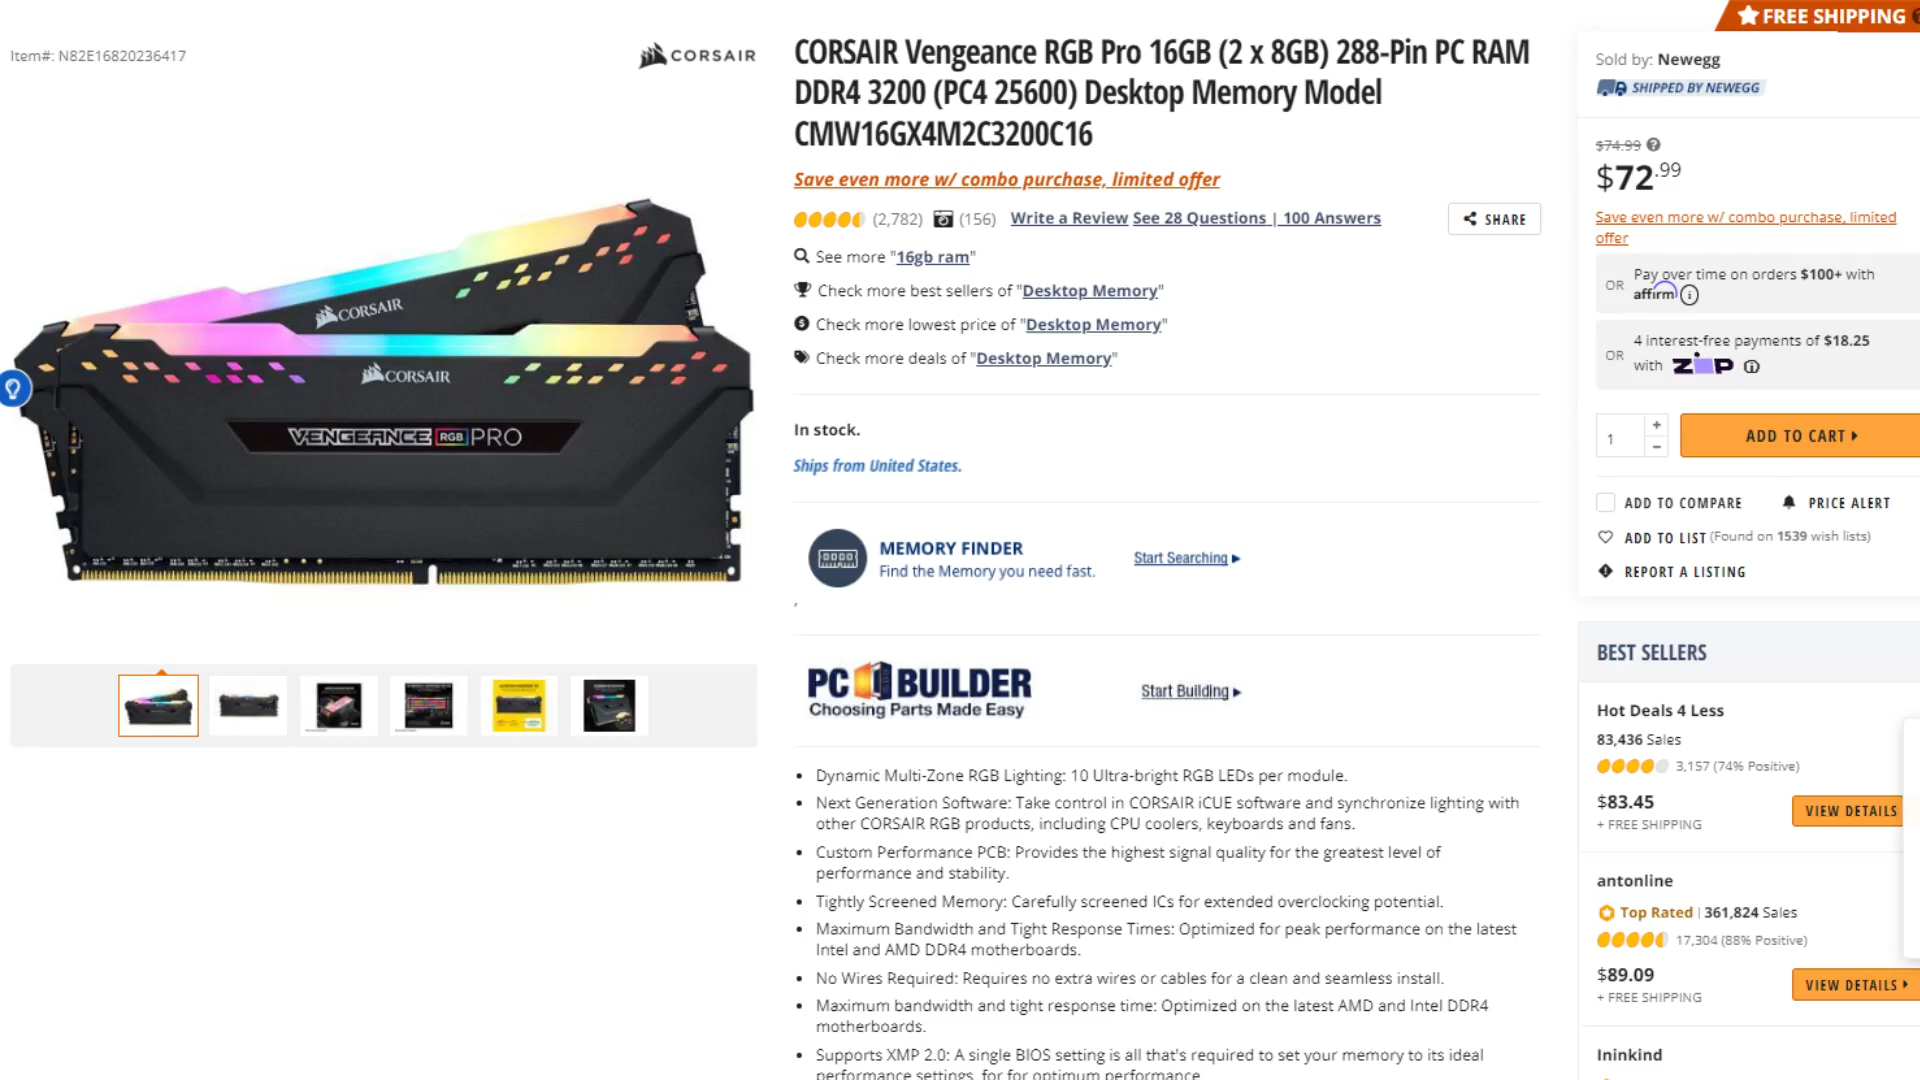 ★ FREE SHIPPING
Item#: N82E16820236417
CORSAIR
CORSAIR Vengeance RGB Pro 16GB (2 x 8GB) 288-Pin PC RAM
DDR4 3200 (PC4 25600) Desktop Memory Model
CMW16GX4M2C3200C16
Save even more w/ combo purchase, limited offer
(2,782) (156) Write a Review See 28 Questions | 100 Answers
SHARE
See more "16gb ram"
Check more best sellers of "Desktop Memory"
Check more lowest price of "Desktop Memory"
Check more deals of "Desktop Memory"
CORSAIR
CORSAIR
VENGEANCE RGB PRO
In stock.
Ships from United States.
MEMORY FINDER
Find the Memory you need fast.
Start Searching
,
PC BUILDER
Choosing Parts Made Easy
Start Building
• Dynamic Multi-Zone RGB Lighting: 10 Ultra-bright RGB LEDs per module.
• Next Generation Software: Take control in CORSAIR iCUE software and synchronize lighting with
other CORSAIR RGB products, including CPU coolers, keyboards and fans.
• Custom Performance PCB: Provides the highest signal quality for the greatest level of
performance and stability.
• Tightly Screened Memory: Carefully screened ICs for extended overclocking potential.
• Maximum Bandwidth and Tight Response Times: Optimized for peak performance on the latest
Intel and AMD DDR4 motherboards.
• No Wires Required: Requires no extra wires or cables for a clean and seamless install.
• Maximum bandwidth and tight response time: Optimized on the latest AMD and Intel DDR4
motherboards.
• Supports XMP 2.0: A single BIOS setting is all that's required to set your memory to its ideal
performance settings, for for optimum performance
Sold by: Newegg
SHIPPED BY NEWEGG
$74.99
$72.99
Save even more w/ combo purchase, limited
offer
OR Pay over time on orders $100+ with
affirm
OR 4 interest-free payments of $18.25
with ZIP
1 + −
ADD TO CART
ADD TO COMPARE
PRICE ALERT
ADD TO LIST (Found on 1539 wish lists)
REPORT A LISTING
BEST SELLERS
Hot Deals 4 Less
83,436 Sales
3,157 (74% Positive)
$83.45
+ FREE SHIPPING
VIEW DETAILS
antonline
Top Rated | 361,824 Sales
17,304 (88% Positive)
$89.09
+ FREE SHIPPING
VIEW DETAILS
Ininkind